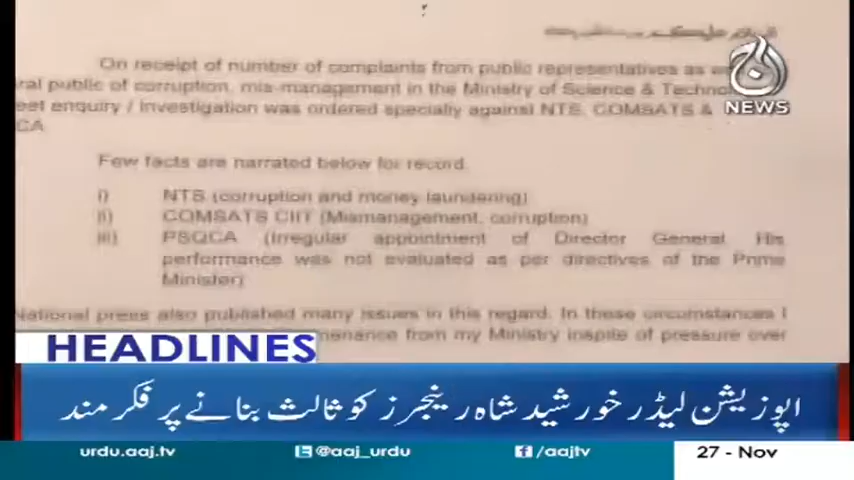 On receipt of number of complaints from public representatives as
ral public of corruption, mis-management in the Ministry of Science & Techno
eet enquiry / investigation was ordered specially against NTS, COMSATS &
CA
NEWS
Few facts are narrated below for record.
i) NTS (corruption and money laundering)
ii) COMSATS CIIT (Mismanagement, corruption)
iii) PSQCA (Irregular appointment of Director General His
performance was not evaluated as per directives of the Prime
Minister)
National press also published many issues in this regard. In these circumstances I
from my Ministry inspite of pressure over
HEADLINES
اپوزیشن لیڈر خورشید شاہ رینجرز کو ثالث بنانے پر فکر مند
urdu.aaj.tv @aaj_urdu /aajtv 27 - Nov